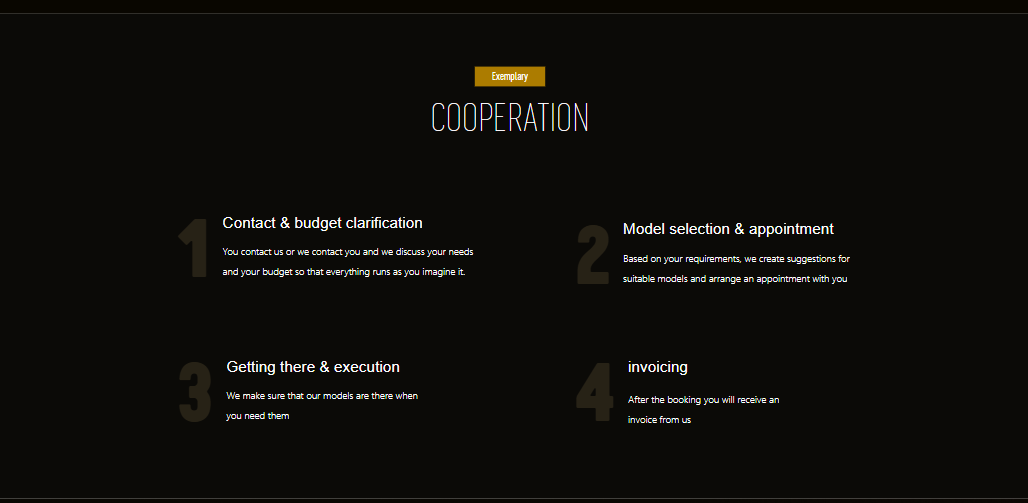 Exemplary
COOPERATION
1
Contact & budget clarification
You contact us or we contact you and we discuss your needs
and your budget so that everything runs as you imagine it.
2
Model selection & appointment
Based on your requirements, we create suggestions for
suitable models and arrange an appointment with you
3
Getting there & execution
We make sure that our models are there when
you need them
4
invoicing
After the booking you will receive an
invoice from us